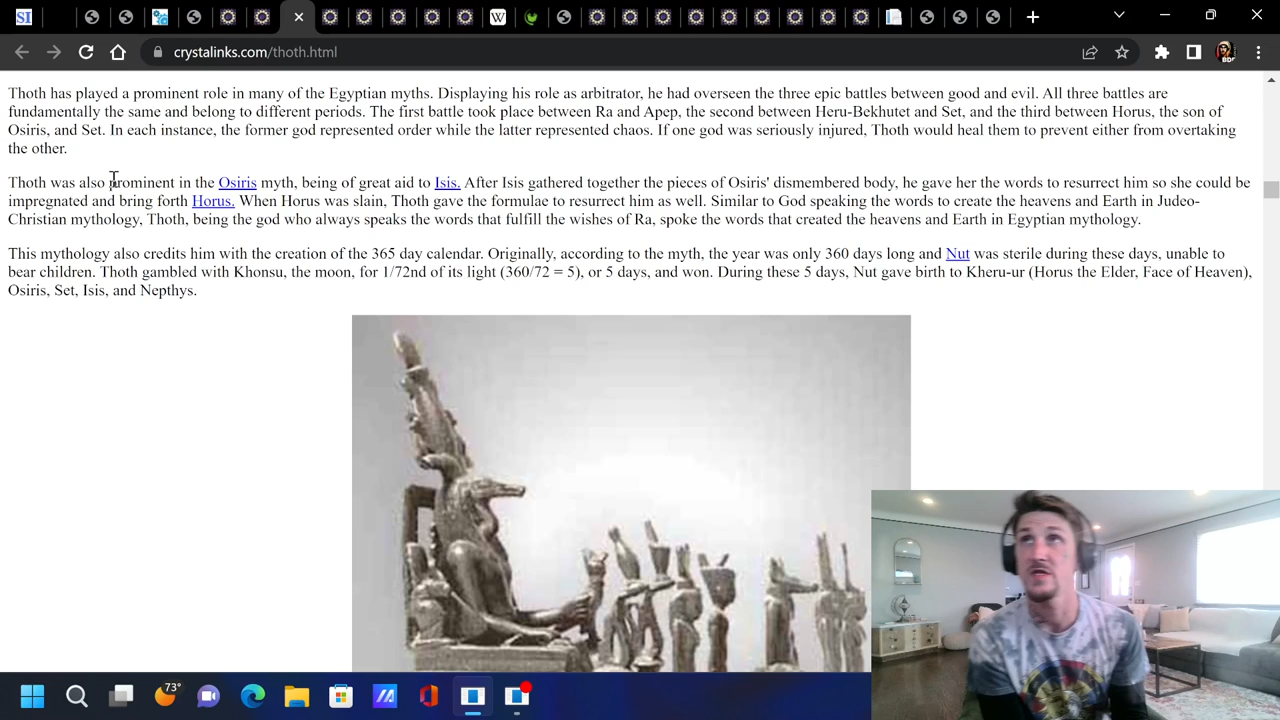 SI
W
crystalinks.com/thoth.html
BDF
Thoth has played a prominent role in many of the Egyptian myths. Displaying his role as arbitrator, he had overseen the three epic battles between good and evil. All three battles are
fundamentally the same and belong to different periods. The first battle took place between Ra and Apep, the second between Heru-Bekhutet and Set, and the third between Horus, the son of
Osiris, and Set. In each instance, the former god represented order while the latter represented chaos. If one god was seriously injured, Thoth would heal them to prevent either from overtaking
the other.
Thoth was also prominent in the Osiris myth, being of great aid to Isis. After Isis gathered together the pieces of Osiris' dismembered body, he gave her the words to resurrect him so she could be
impregnated and bring forth Horus. When Horus was slain, Thoth gave the formulae to resurrect him as well. Similar to God speaking the words to create the heavens and Earth in Judeo-
Christian mythology, Thoth, being the god who always speaks the words that fulfill the wishes of Ra, spoke the words that created the heavens and Earth in Egyptian mythology.
This mythology also credits him with the creation of the 365 day calendar. Originally, according to the myth, the year was only 360 days long and Nut was sterile during these days, unable to
bear children. Thoth gambled with Khonsu, the moon, for 1/72nd of its light (360/72 = 5), or 5 days, and won. During these 5 days, Nut gave birth to Kheru-ur (Horus the Elder, Face of Heaven),
Osiris, Set, Isis, and Nepthys.
73°